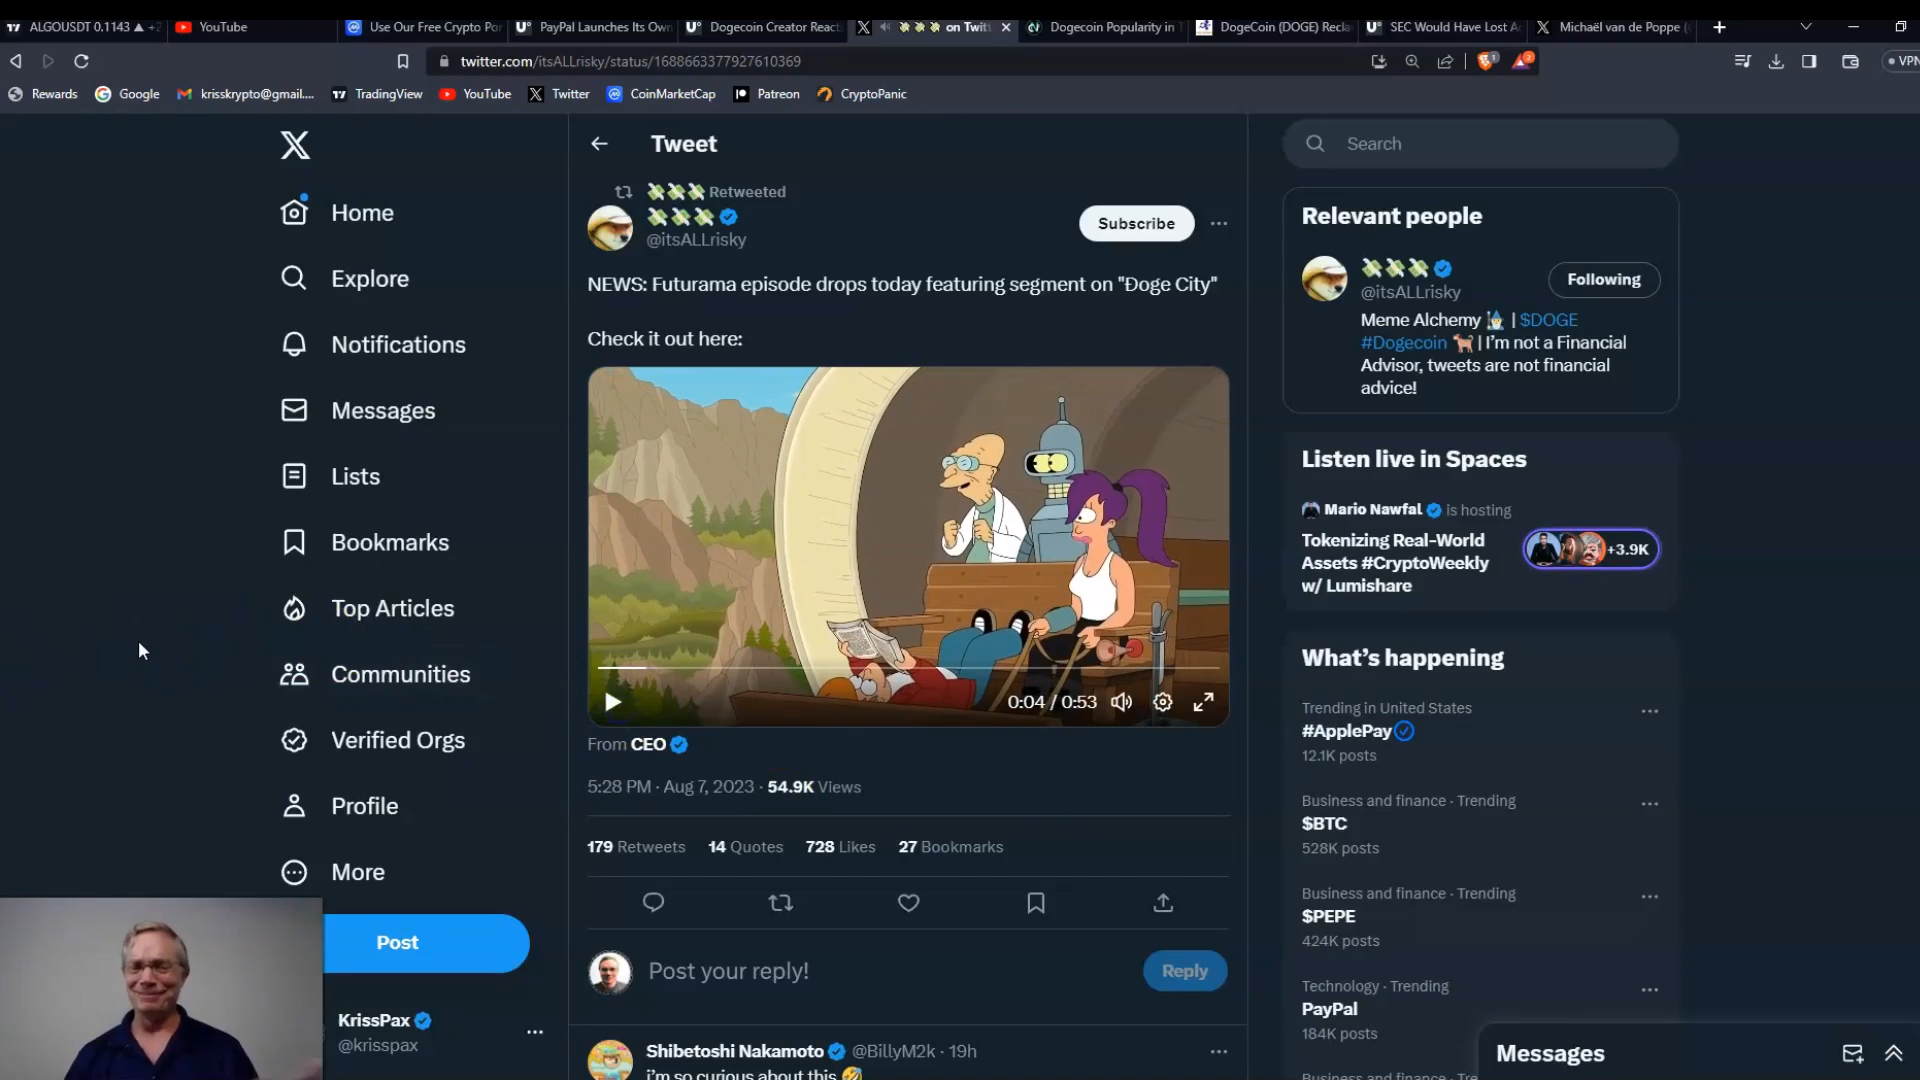 ALGOUSDT 0.1143 ▲ +2
YouTube
Use Our Free Crypto Por
PayPal Launches Its Own
Dogecoin Creator React
💸💸💸 on Twitt
Dogecoin Popularity in T
DogeCoin (DOGE) Recla
SEC Would Have Lost A
Michaël van de Poppe (
twitter.com/itsALLrisky/status/1688663377927610369
VPN
Rewards
Google
krisskrypto@gmail....
TradingView
YouTube
Twitter
CoinMarketCap
Patreon
CryptoPanic
Home
Explore
Notifications
Messages
Lists
Bookmarks
Top Articles
Communities
Verified Orgs
Profile
More
Post
KrissPax
@krisspax
Tweet
💸💸💸 Retweeted
💸💸💸
@itsALLrisky
Subscribe
NEWS: Futurama episode drops today featuring segment on "Ðoge City"
Check it out here:
0:04 / 0:53
From CEO
5:28 PM · Aug 7, 2023 · 54.9K Views
179 Retweets 14 Quotes 728 Likes 27 Bookmarks
Post your reply!
Reply
Shibetoshi Nakamoto @BillyM2k · 19h
i'm so curious about this 🤣
Search
Relevant people
💸💸💸
@itsALLrisky
Following
Meme Alchemy 🧙‍♂️ | $DOGE
#Dogecoin 🐕 | I'm not a Financial
Advisor, tweets are not financial
advice!
Listen live in Spaces
Mario Nawfal is hosting
Tokenizing Real-World
Assets #CryptoWeekly
w/ Lumishare
+3.9K
What's happening
Trending in United States
#ApplePay
12.1K posts
Business and finance · Trending
$BTC
528K posts
Business and finance · Trending
$PEPE
424K posts
Technology · Trending
PayPal
184K posts
Messages